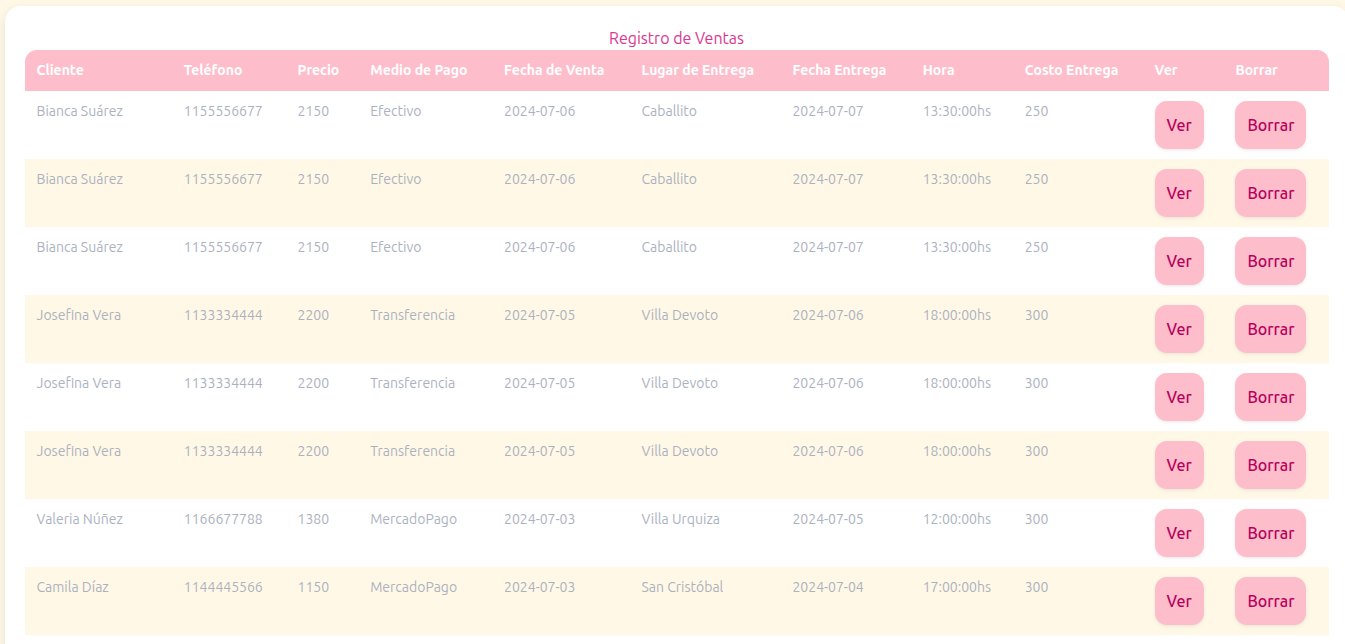 Registro de Ventas
Cliente Teléfono Precio Medio de Pago Fecha de Venta Lugar de Entrega Fecha Entrega Hora Costo Entrega Ver Borrar
Bianca Suárez 1155556677 2150 Efectivo 2024-07-06 Caballito 2024-07-07 13:30:00hs 250 Ver Borrar
Bianca Suárez 1155556677 2150 Efectivo 2024-07-06 Caballito 2024-07-07 13:30:00hs 250 Ver Borrar
Bianca Suárez 1155556677 2150 Efectivo 2024-07-06 Caballito 2024-07-07 13:30:00hs 250 Ver Borrar
Josefina Vera 1133334444 2200 Transferencia 2024-07-05 Villa Devoto 2024-07-06 18:00:00hs 300 Ver Borrar
Josefina Vera 1133334444 2200 Transferencia 2024-07-05 Villa Devoto 2024-07-06 18:00:00hs 300 Ver Borrar
Josefina Vera 1133334444 2200 Transferencia 2024-07-05 Villa Devoto 2024-07-06 18:00:00hs 300 Ver Borrar
Valeria Núñez 1166677788 1380 MercadoPago 2024-07-03 Villa Urquiza 2024-07-05 12:00:00hs 300 Ver Borrar
Camila Díaz 1144445566 1150 MercadoPago 2024-07-03 San Cristóbal 2024-07-04 17:00:00hs 300 Ver Borrar